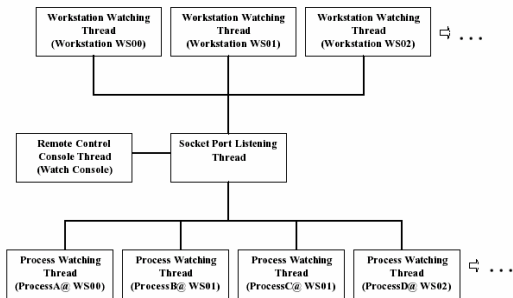 Workstation Watching
Thread
(Workstation WS00)
Workstation Watching
Thread
(Workstation WS01)
Workstation Watching
Thread
(Workstation WS02)
⇨ . . .
Remote Control
Console Thread
(Watch Console)
Socket Port Listening
Thread
Process Watching
Thread
(ProcessA@ WS00)
Process Watching
Thread
(ProcessB@ WS01)
Process Watching
Thread
(ProcessC@ WS01)
Process Watching
Thread
(ProcessD@ WS02)
⇨ . . .